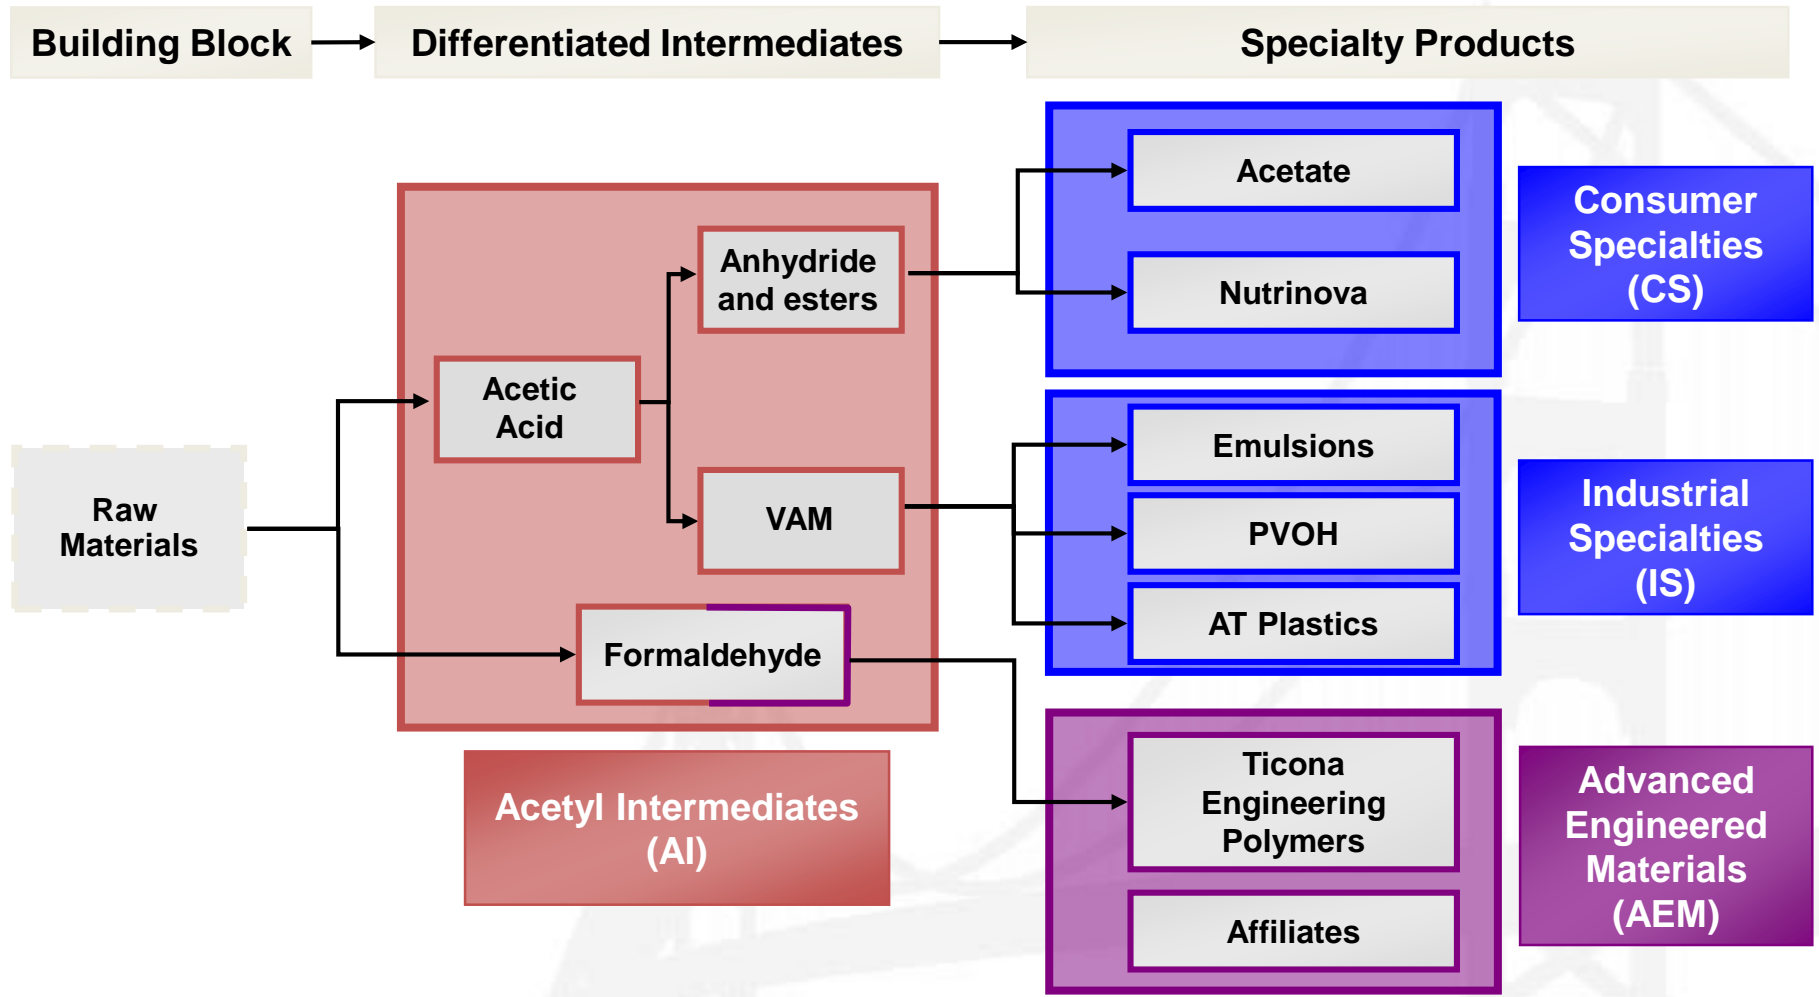 Building Block
Differentiated Intermediates
Specialty Products
Raw
Materials
Acetic
Acid
Anhydride
and esters
VAM
Formaldehyde
Acetyl Intermediates
(AI)
Acetate
Nutrinova
Consumer
Specialties
(CS)
Emulsions
PVOH
AT Plastics
Industrial
Specialties
(IS)
Ticona
Engineering
Polymers
Affiliates
Advanced
Engineered
Materials
(AEM)